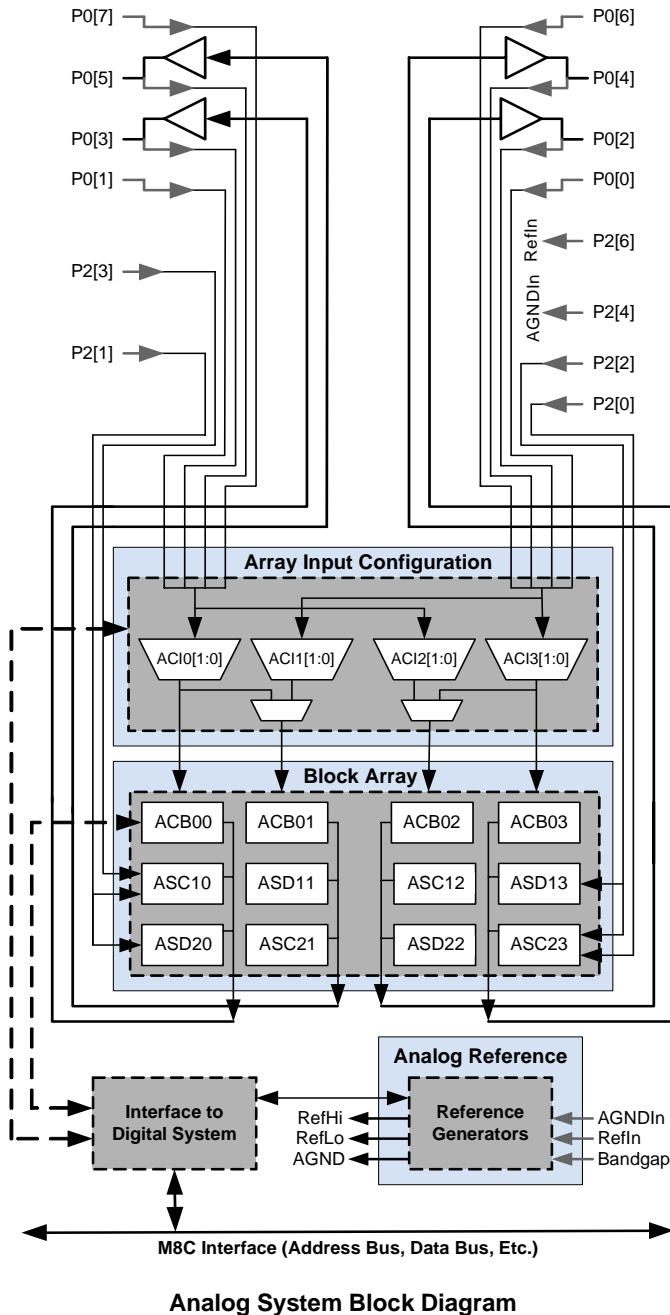 P0[7]
P0[6]
P0[5]
P0[4]
P0[3]
P0[2]
P0[1]
P0[0]
P2[3]
P2[6]
RefIn
AGNDIn
P2[4]
P2[1]
P2[2]
P2[0]
Array Input Configuration
ACI0[1:0]
ACI1[1:0]
ACI2[1:0]
ACI3[1:0]
Block Array
ACB00
ACB01
ACB02
ACB03
ASC10
ASD11
ASC12
ASD13
ASD20
ASC21
ASD22
ASC23
Analog Reference
Interface to
Digital System
RefHi
RefLo
AGND
Reference
Generators
AGNDIn
RefIn
Bandgap
M8C Interface (Address Bus, Data Bus, Etc.)
Analog System Block Diagram